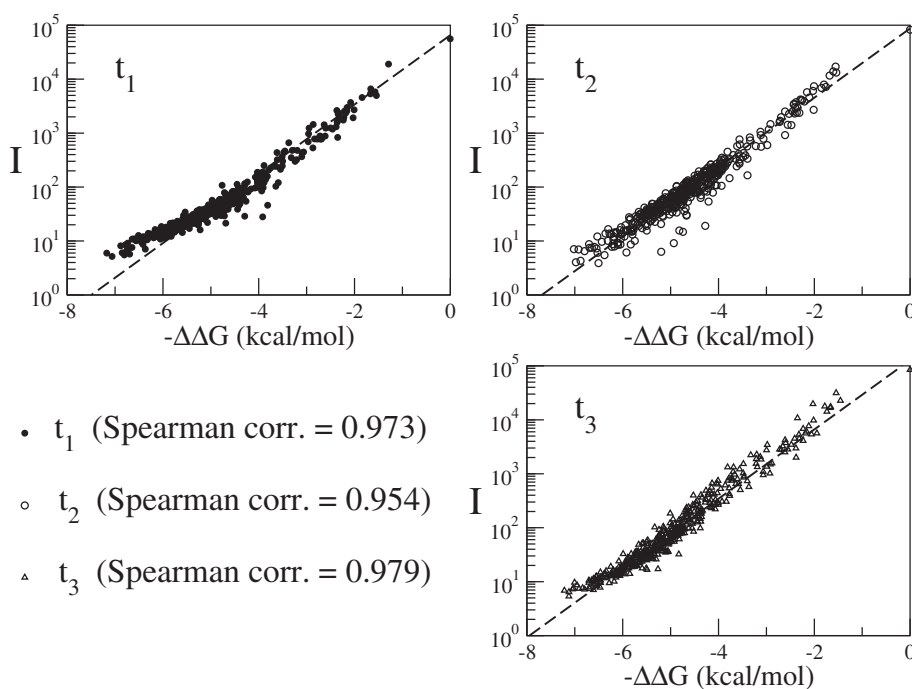 10^5
10^4
10^3
10^2
10^1
10^0
I
t_1
-8 -6 -4 -2 0
-ΔΔG (kcal/mol)
10^5
10^4
10^3
10^2
10^1
10^0
I
t_2
-8 -6 -4 -2 0
-ΔΔG (kcal/mol)
t_1 (Spearman corr. = 0.973)
t_2 (Spearman corr. = 0.954)
t_3 (Spearman corr. = 0.979)
10^5
10^4
10^3
10^2
10^1
10^0
I
t_3
-8 -6 -4 -2 0
-ΔΔG (kcal/mol)